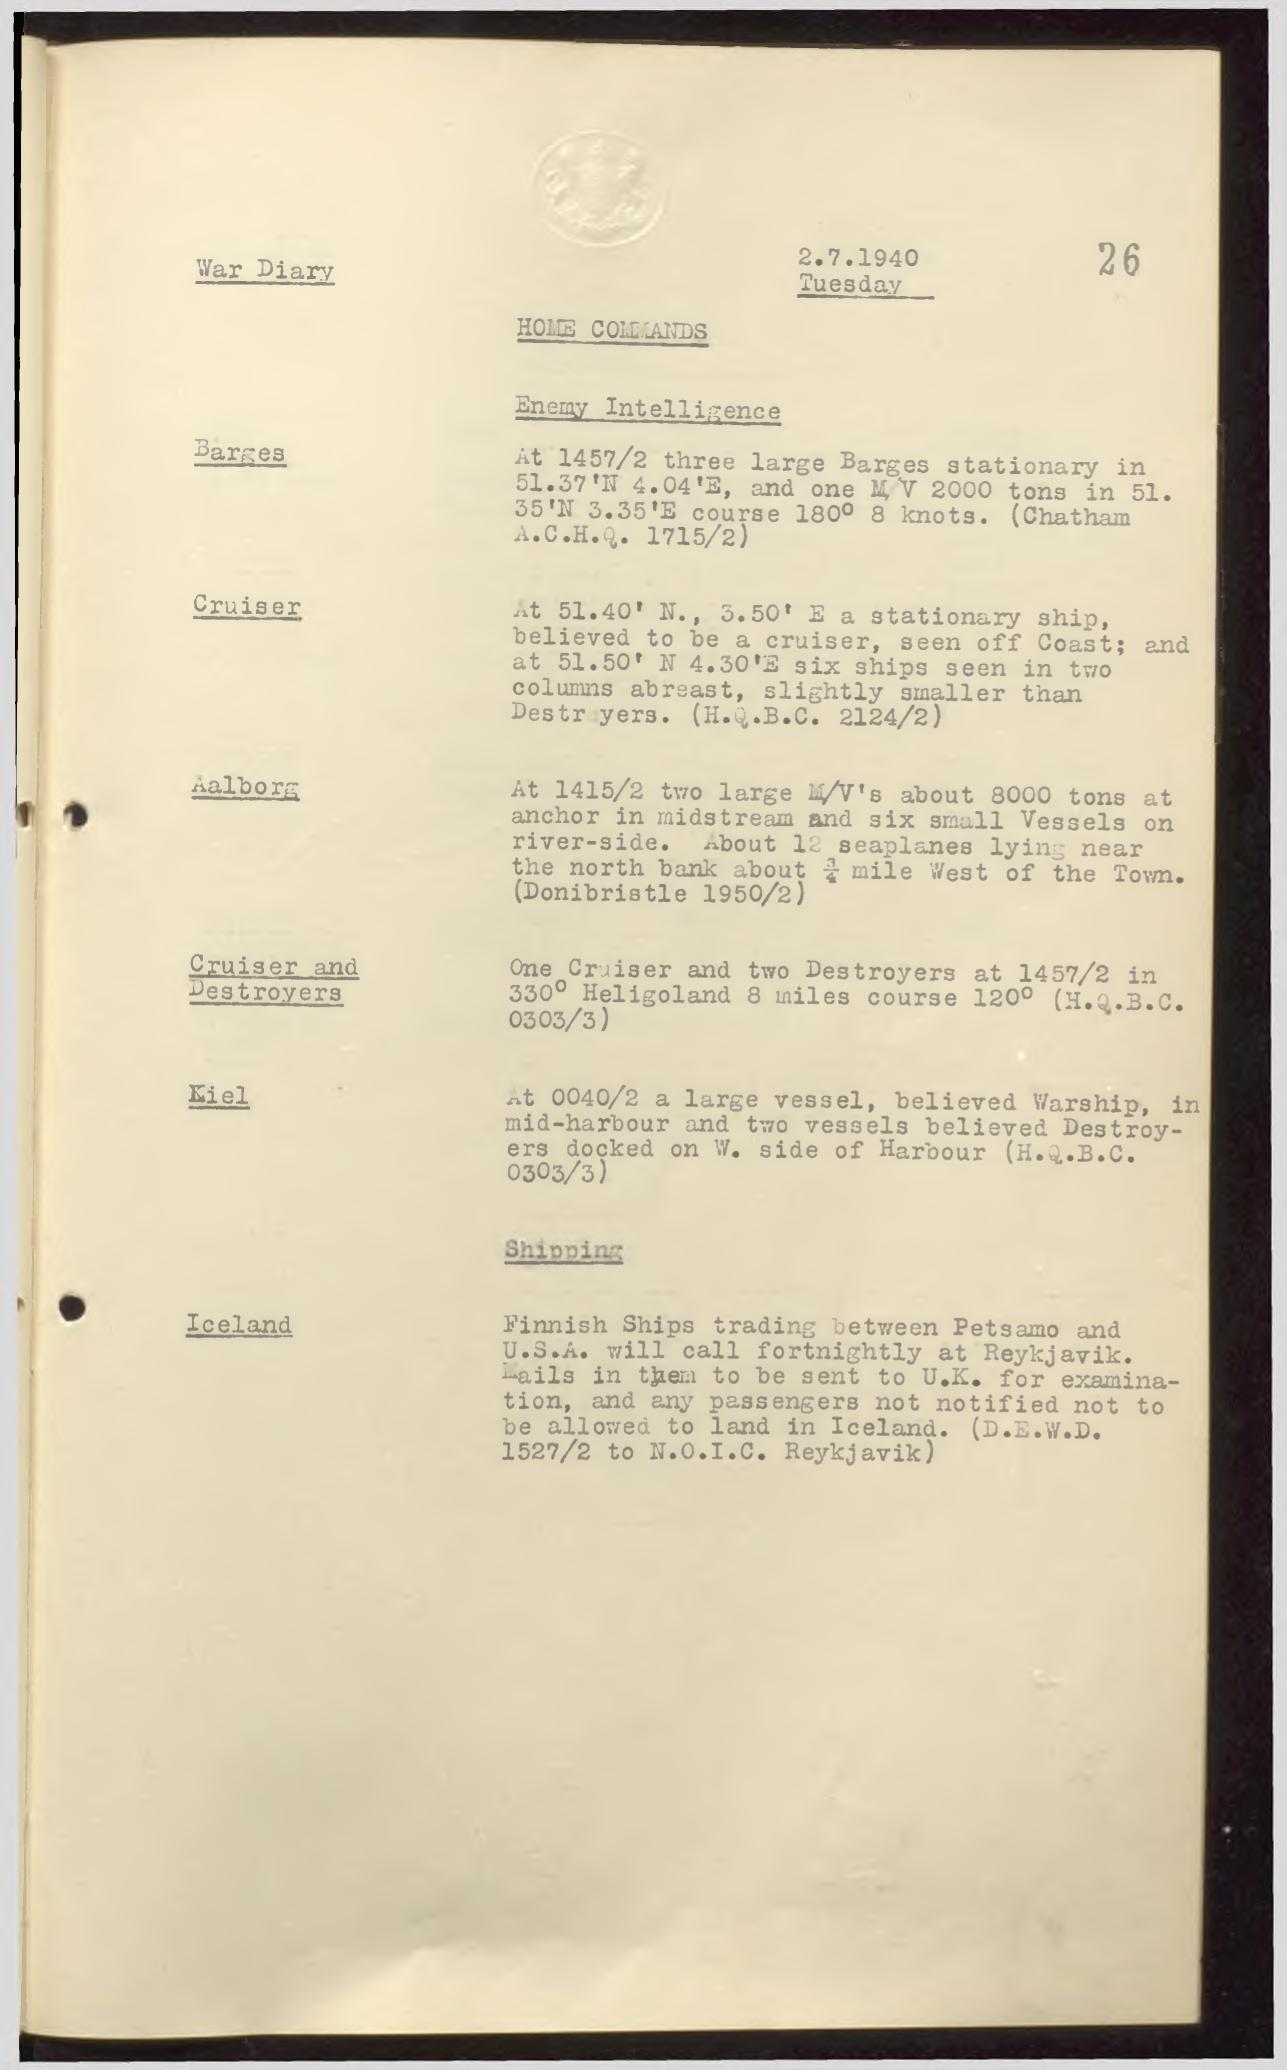 War Diary
2.7.1940
Tuesday
26
HOME COMMANDS
Enemy Intelligence
Barges
At 1457/2 three large Barges stationary in
51.37'N 4.04'E, and one M/V 2000 tons in 51.
35'N 3.35'E course 180º 8 knots. (Chatham
A.C.H.Q. 1715/2)
Cruiser
At 51.40' N., 3.50' E a stationary ship,
believed to be a cruiser, seen off Coast; and
at 51.50' N 4.30'E six ships seen in two
columns abreast, slightly smaller than
Destroyers. (H.Q.B.C. 2124/2)
Aalborg
At 1415/2 two large M/V's about 8000 tons at
anchor in midstream and six small Vessels on
river-side. About 12 seaplanes lying near
the north bank about ¾ mile West of the Town.
(Donibristle 1950/2)
Cruiser and
Destroyers
One Cruiser and two Destroyers at 1457/2 in
330º Heligoland 8 miles course 120º (H.Q.B.C.
0303/3)
Kiel
At 0040/2 a large vessel, believed Warship, in
mid-harbour and two vessels believed Destroy-
ers docked on W. side of Harbour (H.Q.B.C.
0303/3)
Shipping
Iceland
Finnish Ships trading between Petsamo and
U.S.A. will call fortnightly at Reykjavik.
Mails in them to be sent to U.K. for examina-
tion, and any passengers not notified not to
be allowed to land in Iceland. (D.E.W.D.
1527/2 to N.O.I.C. Reykjavik)